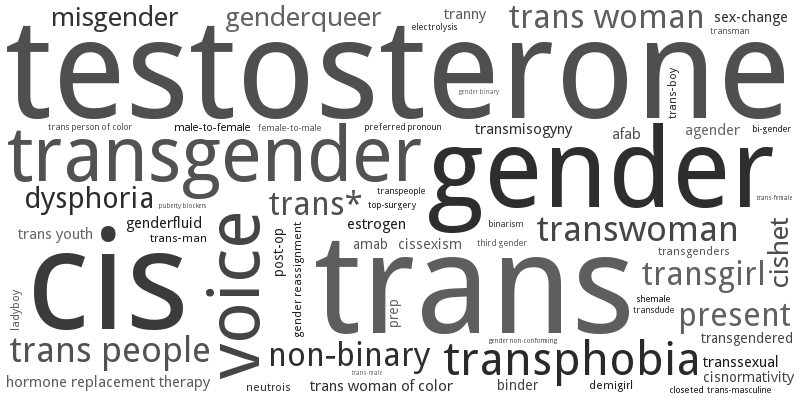 misgender
genderqueer
tranny
trans woman
sex-change
electrolysis
transman
testosterone
gender binary
trans-boy
trans person of color
male-to-female
female-to-male
preferred pronoun
transmisogyny
afab
agender
bi-gender
transgender
gender
dysphoria
puberty blockers
trans*
transpeople
top-surgery
trans-female
trans youth
genderfluid
trans-man
estrogen
binarism
transwoman
cishet
cis
voice
post-op
gender reassignment
amab
cissexism
third gender
transgenders
trans
transgirl
ladyboy
prep
shemale
transdude
present
trans people
gender non-conforming
transgendered
non-binary
transphobia
transsexual
hormone replacement therapy
trans-male
cisnormativity
neutrois
trans woman of color
binder
demigirl
closeted
trans-masculine